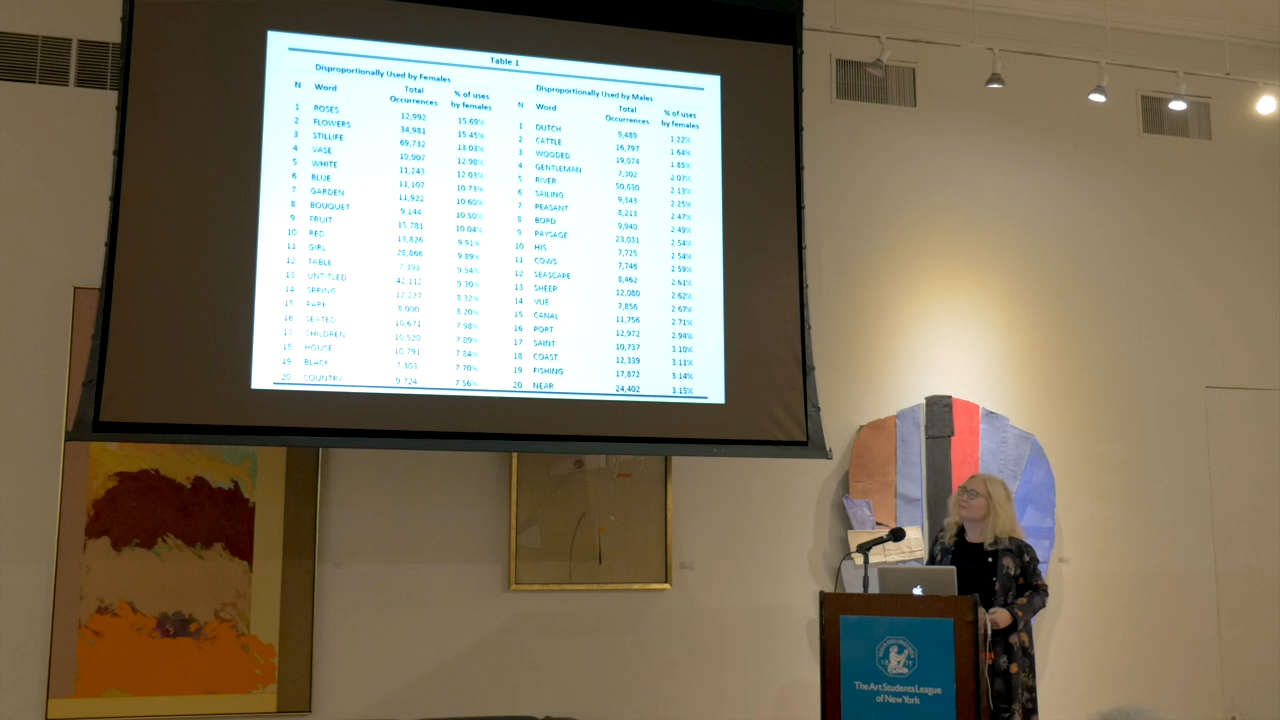 Table 1
Disproportionally Used by Females
N Word Total Occurrences % of uses by females
1 ROSES 12,992 15.69%
2 FLOWERS 34,981 15.45%
3 STILLIFE 69,732 13.03%
4 VASE 19,907 12.98%
5 WHITE 11,243 12.03%
6 BLUE 11,107 10.73%
7 GARDEN 11,922 10.60%
8 BOUQUET 9,144 10.50%
9 FRUIT 15,781 10.04%
10 RED 13,826 9.91%
11 GIRL 28,866 9.89%
12 TABLE 7,393 9.54%
13 UNTITLED 42,112 9.30%
14 SPRING 12,227 8.32%
15 PARK 8,000 8.20%
16 SEATED 10,671 7.98%
17 CHILDREN 10,520 7.89%
18 HOUSE 10,791 7.84%
19 BLACK 7,303 7.70%
20 COUNTRY 9,724 7.56%
Disproportionally Used by Males
N Word Total Occurrences % of uses by females
1 DUTCH 9,489 1.22%
2 CATTLE 16,797 1.64%
3 WOODED 19,074 1.85%
4 GENTLEMAN 7,302 2.07%
5 RIVER 50,630 2.13%
6 SAILING 9,343 2.25%
7 PEASANT 8,213 2.47%
8 BORD 9,940 2.49%
9 PAYSAGE 23,031 2.54%
10 HIS 7,725 2.54%
11 COWS 7,746 2.59%
12 SEASCAPE 8,462 2.61%
13 SHEEP 12,080 2.62%
14 VUE 7,856 2.67%
15 CANAL 11,756 2.71%
16 PORT 12,972 2.94%
17 SAINT 10,737 3.10%
18 COAST 12,339 3.11%
19 FISHING 17,872 3.14%
20 NEAR 24,402 3.15%
The Art Students League
of New York